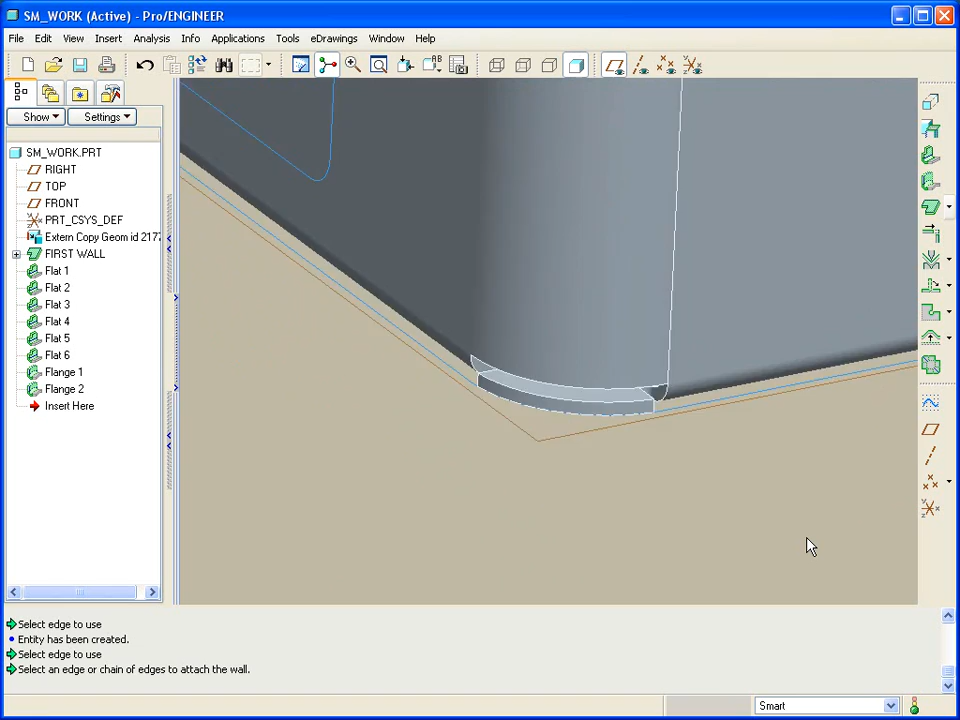 SM_WORK (Active) - Pro/ENGINEER
File Edit View Insert Analysis Info Applications Tools eDrawings Window Help
Show Settings
SM_WORK.PRT
RIGHT
TOP
FRONT
PRT_CSYS_DEF
Extern Copy Geom id 217
FIRST WALL
Flat 1
Flat 2
Flat 3
Flat 4
Flat 5
Flat 6
Flange 1
Flange 2
Insert Here
Select edge to use
Entity has been created.
Select edge to use
Select an edge or chain of edges to attach the wall.
Smart